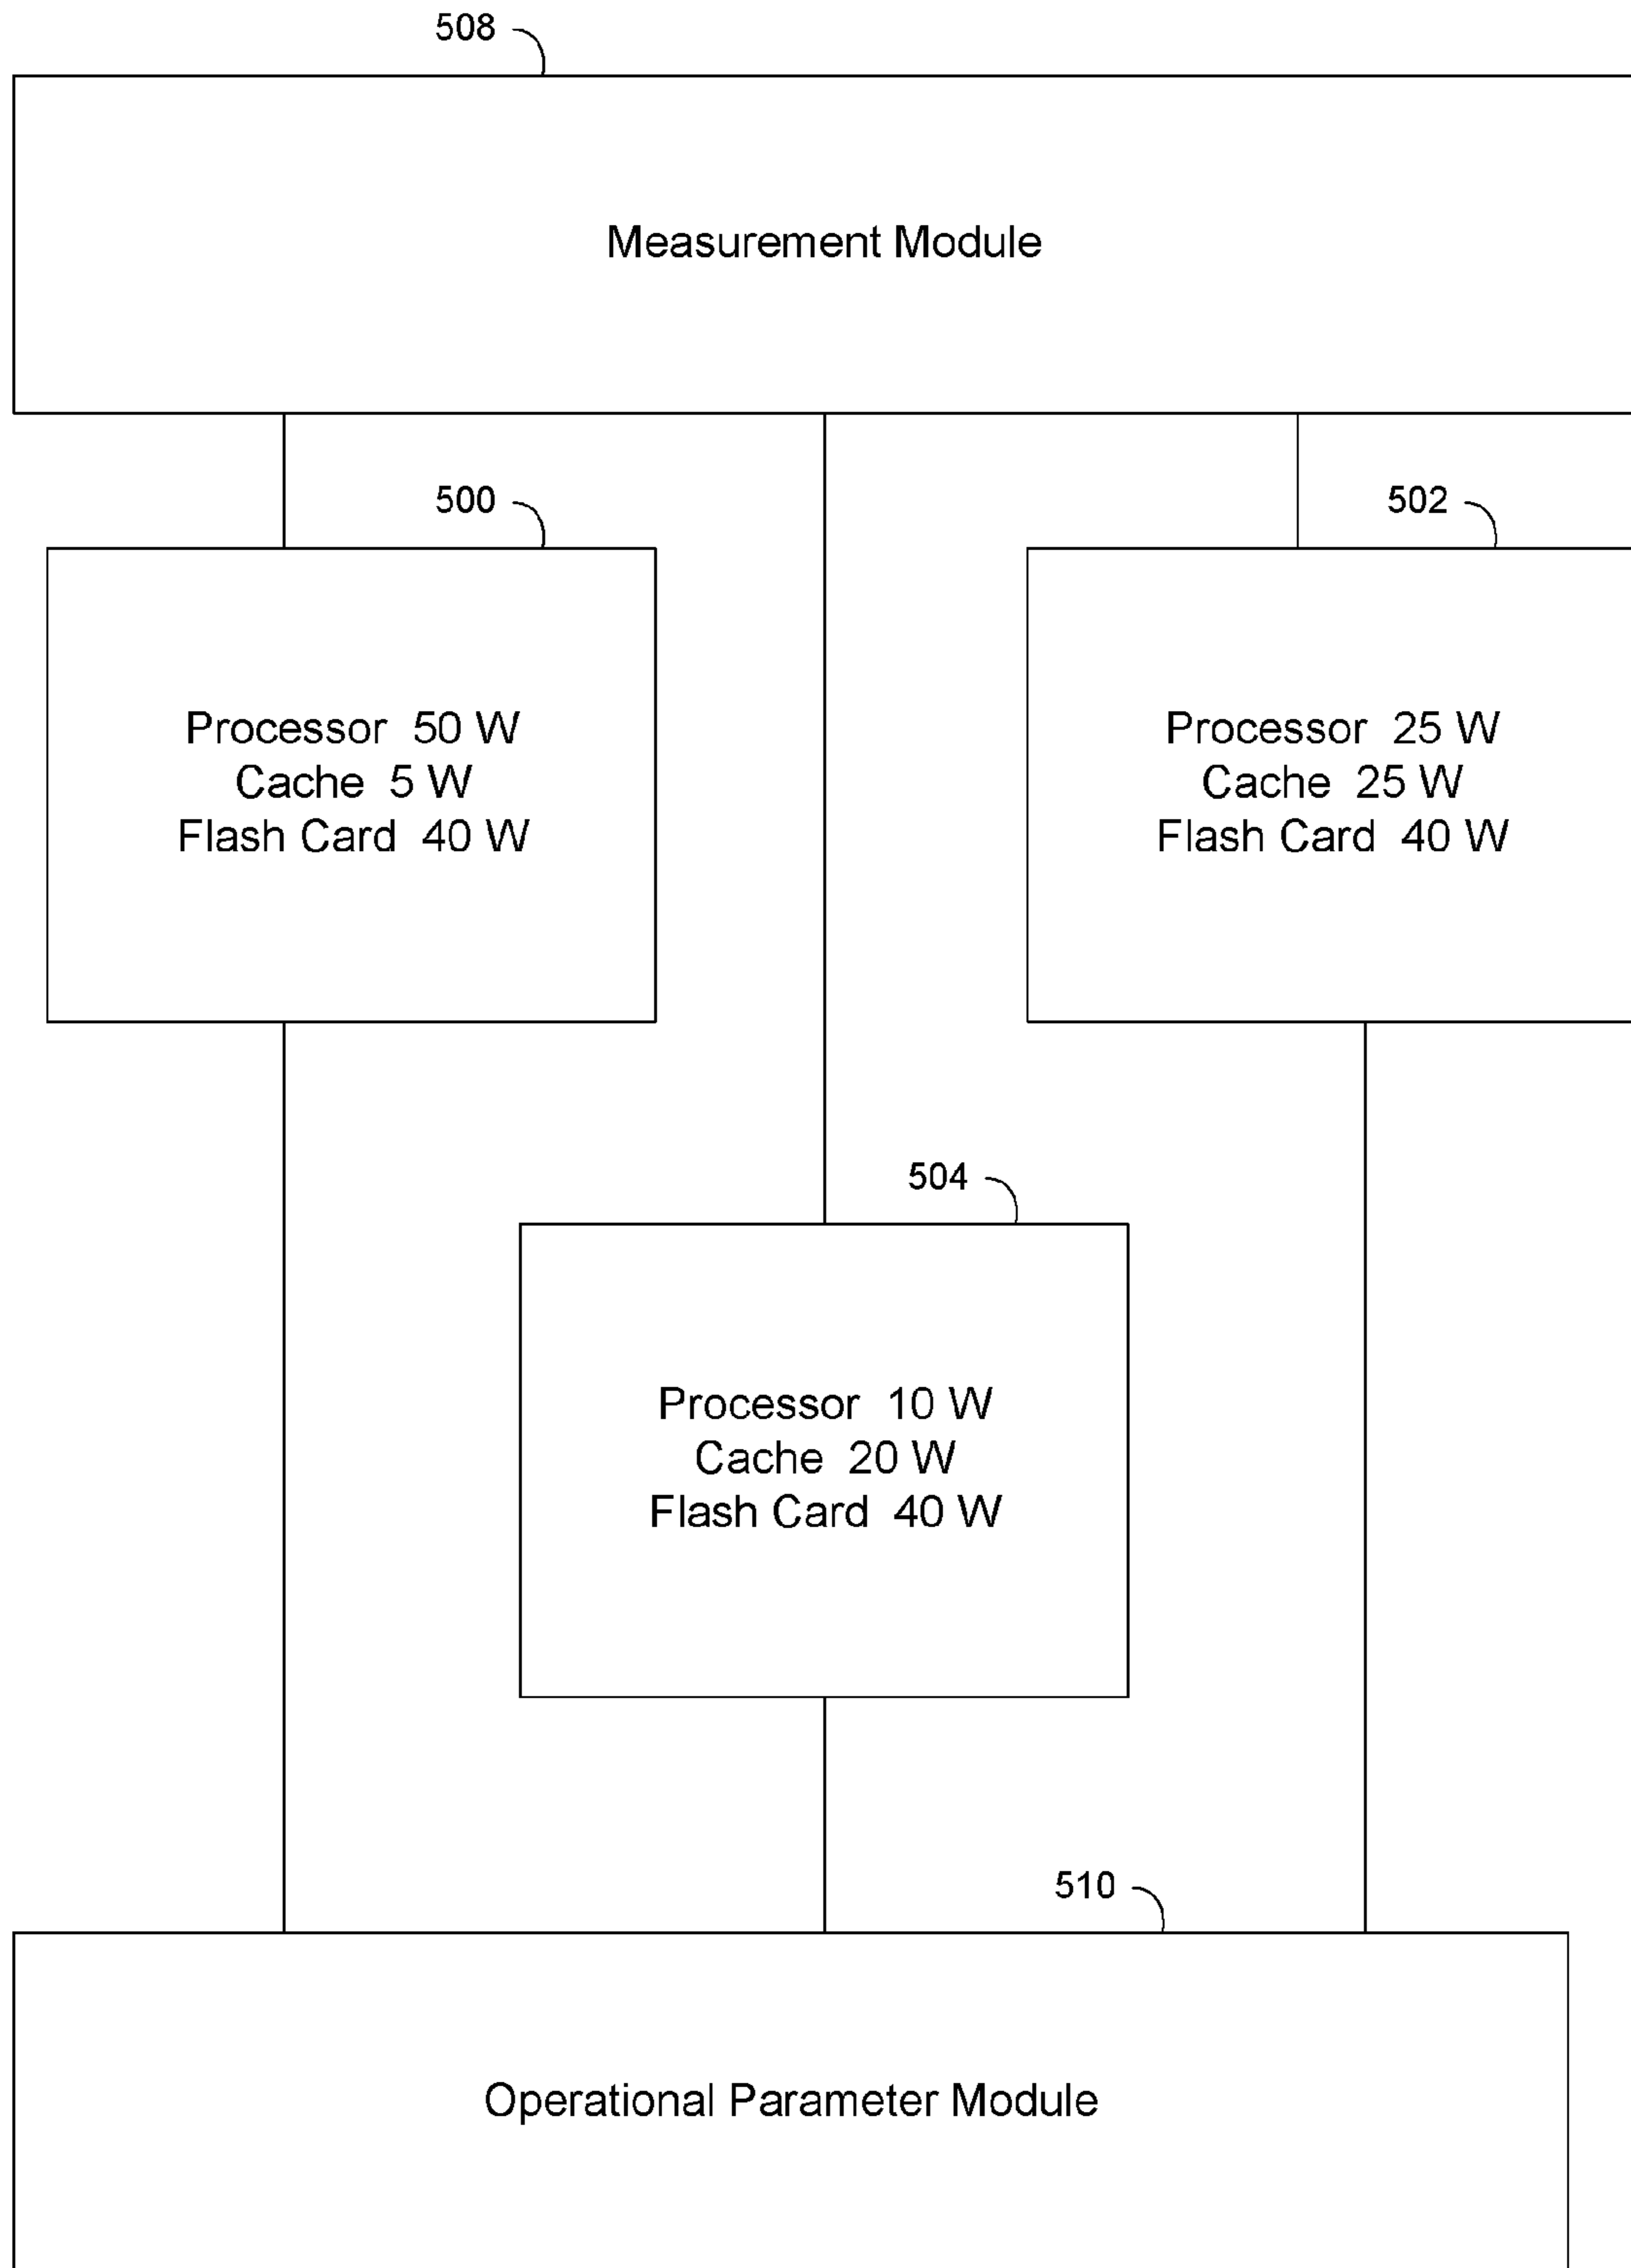 508
Measurement Module
500
Processor 50 W
Cache 5 W
Flash Card 40 W
502
Processor 25 W
Cache 25 W
Flash Card 40 W
504
Processor 10 W
Cache 20 W
Flash Card 40 W
510
Operational Parameter Module